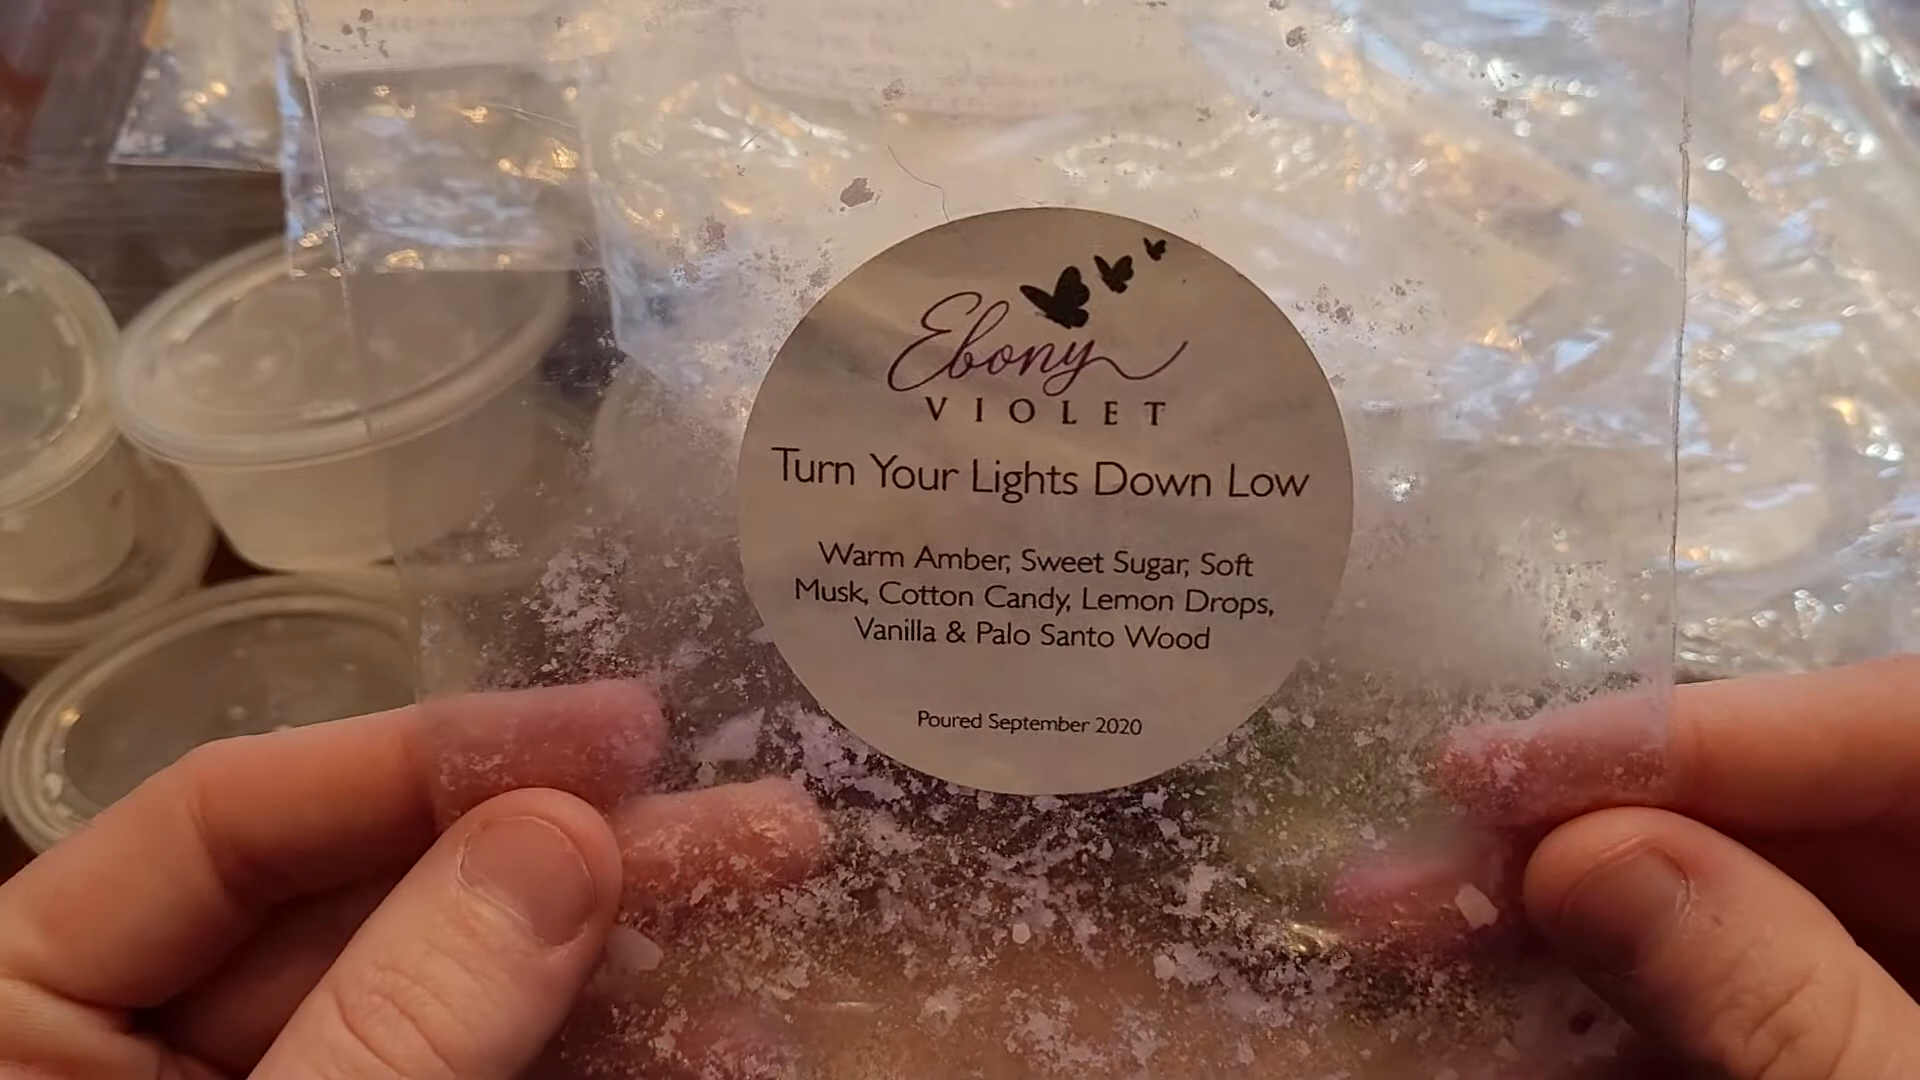 Ebony
VIOLET
Turn Your Lights Down Low
Warm Amber, Sweet Sugar, Soft
Musk, Cotton Candy, Lemon Drops,
Vanilla & Palo Santo Wood
Poured September 2020